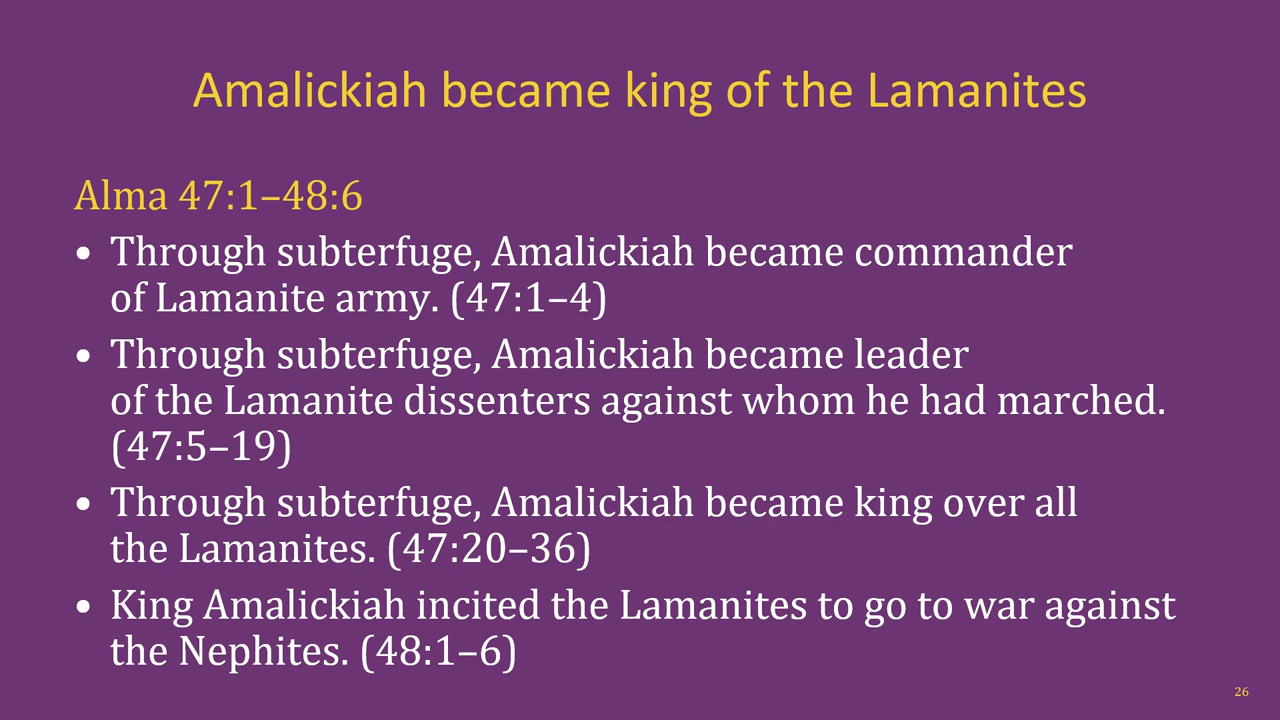 Amalickiah became king of the Lamanites
Alma 47:1–48:6
• Through subterfuge, Amalickiah became commander
of Lamanite army. (47:1–4)
• Through subterfuge, Amalickiah became leader
of the Lamanite dissenters against whom he had marched.
(47:5–19)
• Through subterfuge, Amalickiah became king over all
the Lamanites. (47:20–36)
• King Amalickiah incited the Lamanites to go to war against
the Nephites. (48:1–6)
26